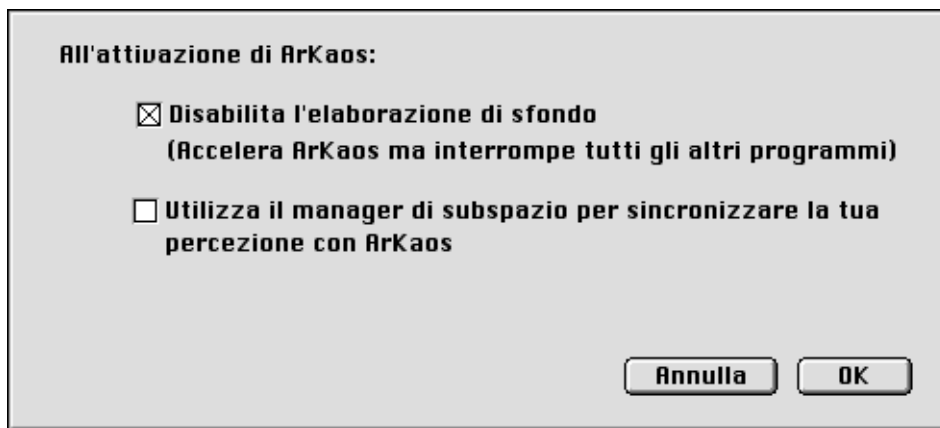 All'attivazione di ArKaos:
Disabilita l'elaborazione di sfondo
(Accelera ArKaos ma interrompe tutti gli altri programmi)
Utilizza il manager di subspazio per sincronizzare la tua
percezione con ArKaos
Annulla
OK